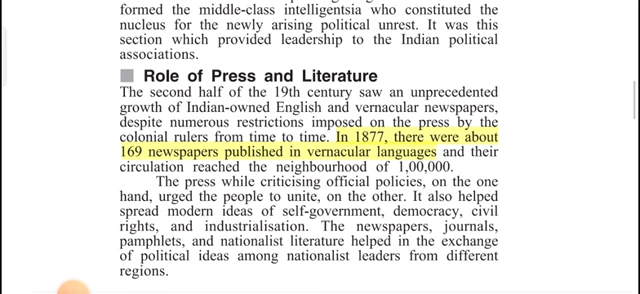 formed the middle-class intelligentsia who constituted the
nucleus for the newly arising political unrest. It was this
section which provided leadership to the Indian political
associations.
Role of Press and Literature
The second half of the 19th century saw an unprecedented
growth of Indian-owned English and vernacular newspapers,
despite numerous restrictions imposed on the press by the
colonial rulers from time to time. In 1877, there were about
169 newspapers published in vernacular languages and their
circulation reached the neighbourhood of 1,00,000.
The press while criticising official policies, on the one
hand, urged the people to unite, on the other. It also helped
spread modern ideas of self-government, democracy, civil
rights, and industrialisation. The newspapers, journals,
pamphlets, and nationalist literature helped in the exchange
of political ideas among nationalist leaders from different
regions.